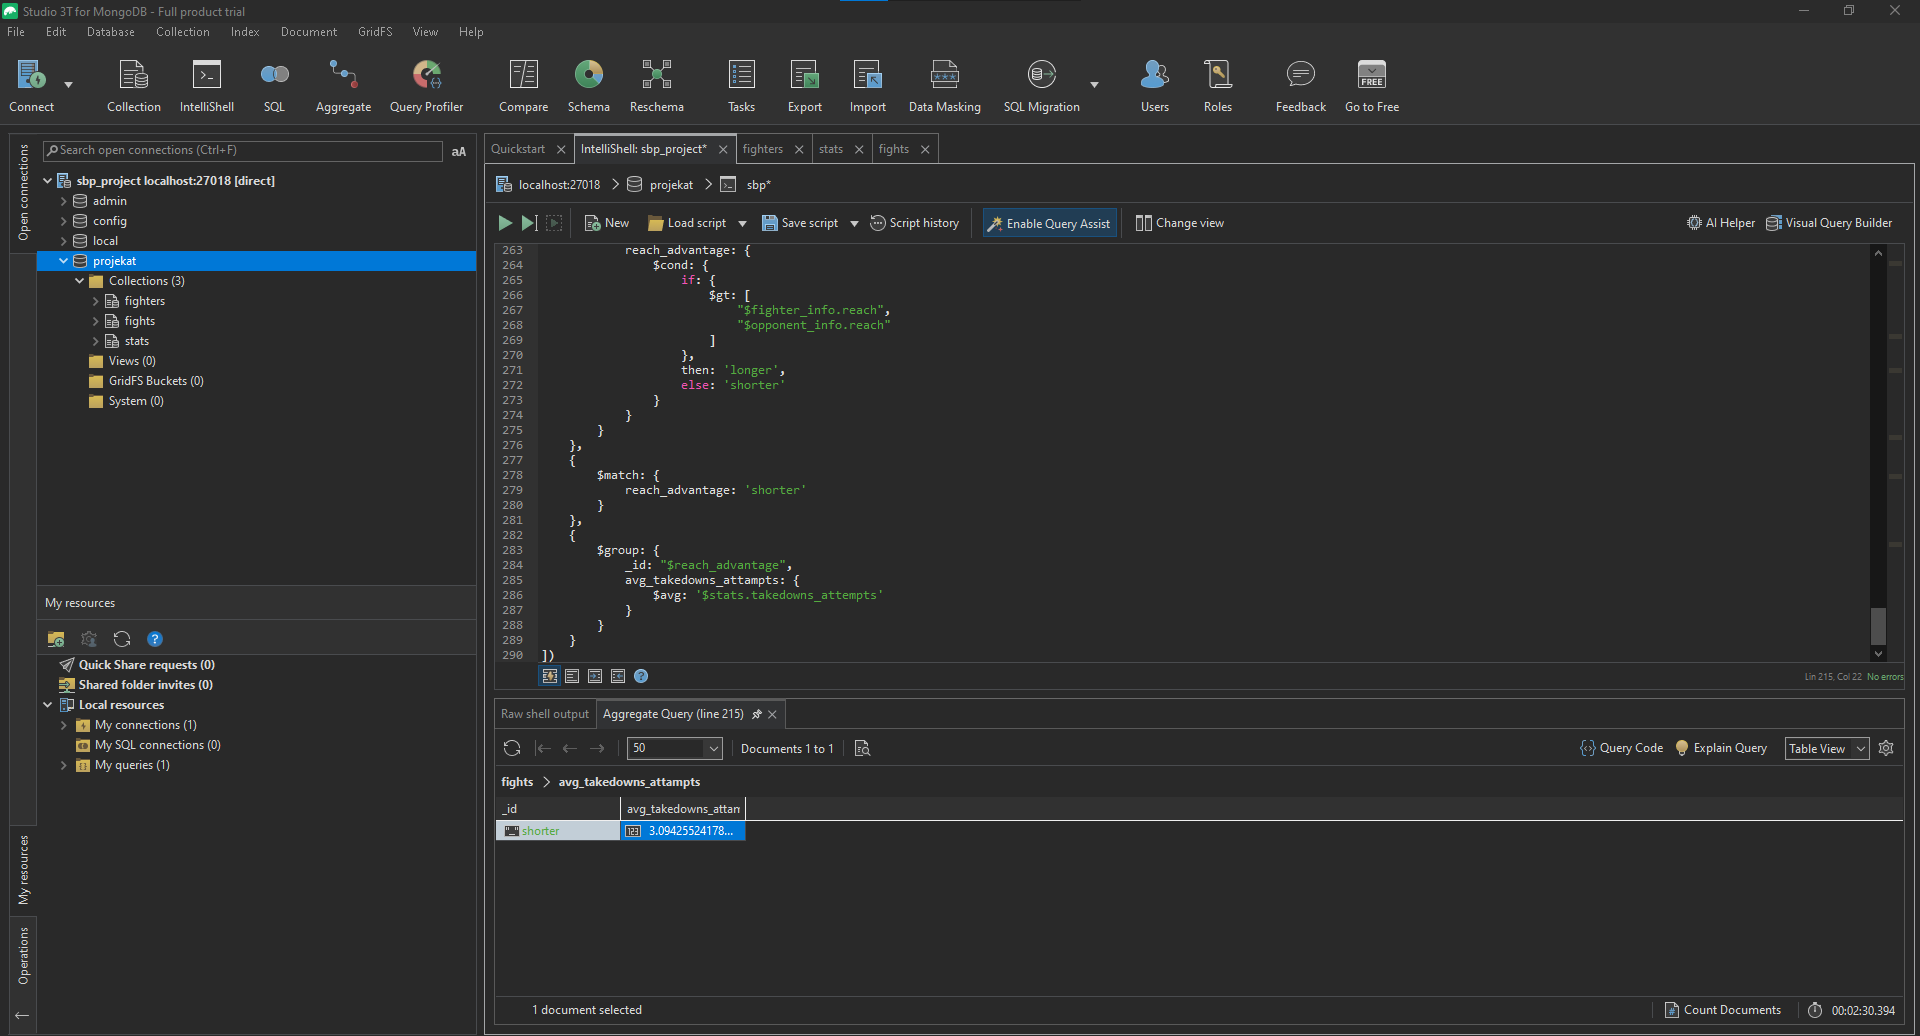 Studio 3T for MongoDB - Full product trial
File Edit Database Collection Index Document GridFS View Help
Connect Collection IntelliShell SQL Aggregate Query Profiler Compare Schema Reschema Tasks Export Import Data Masking SQL Migration Users Roles Feedback Go to Free
FREE
Open connections
Search open connections (Ctrl+F) aA
sbp_project localhost:27018 [direct]
admin
config
local
projekat
Collections (3)
fighters
fights
stats
Views (0)
GridFS Buckets (0)
System (0)
My resources
Quick Share requests (0)
Shared folder invites (0)
Local resources
My connections (1)
My SQL connections (0)
My queries (1)
My resources
Operations
Quickstart IntelliShell: sbp_project* fighters stats fights
localhost:27018 projekat sbp*
New Load script Save script Script history Enable Query Assist Change view AI Helper Visual Query Builder
263 reach_advantage: {
264 $cond: {
265 if: {
266 $gt: [
267 "$fighter_info.reach",
268 "$opponent_info.reach"
269 ]
270 },
271 then: 'longer',
272 else: 'shorter'
273 }
274 }
275 }
276 },
277 {
278 $match: {
279 reach_advantage: 'shorter'
280 }
281 },
282 {
283 $group: {
284 _id: "$reach_advantage",
285 avg_takedowns_attampts: {
286 $avg: '$stats.takedowns_attempts'
287 }
288 }
289 }
290 ])
Lin 215, Col 22 No errors
Raw shell output Aggregate Query (line 215)
50 Documents 1 to 1 Query Code Explain Query Table View
fights > avg_takedowns_attampts
_id avg_takedowns_attan
shorter 123 3.09425524178...
1 document selected Count Documents 00:02:30.394